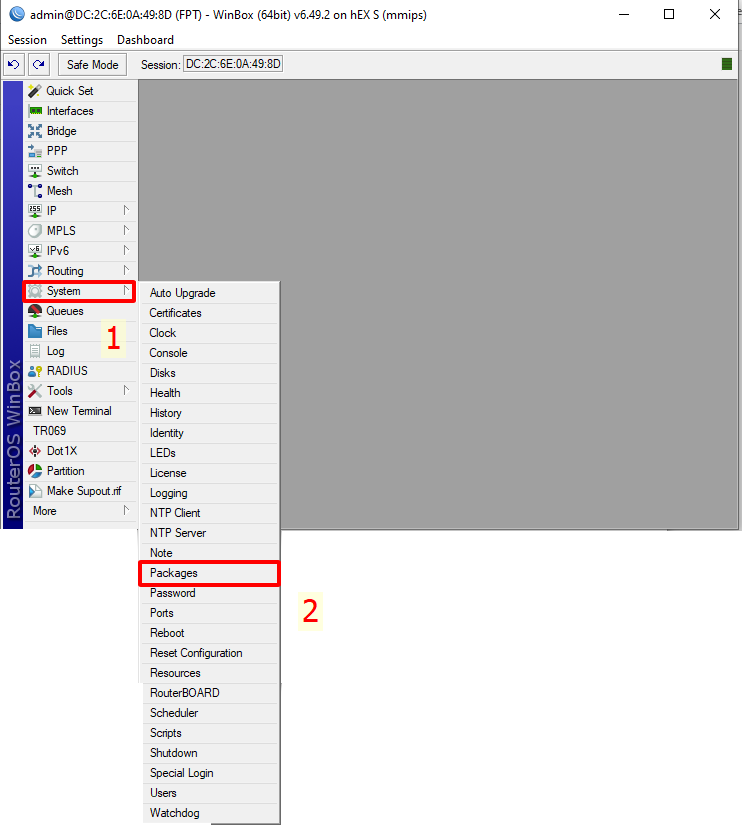 admin@DC:2C:6E:0A:49:8D (FPT) - WinBox (64bit) v6.49.2 on hEX S (mmips)
Session Settings Dashboard
Safe Mode Session: DC:2C:6E:0A:49:8D
Quick Set
Interfaces
Bridge
PPP
Switch
Mesh
255 IP
MPLS
v6 IPv6
Routing
System
Queues
Files
Log
RADIUS
Tools
New Terminal
TR069
Dot1X
Partition
Make Supout.rif
More
RouterOS WinBox
1
Auto Upgrade
Certificates
Clock
Console
Disks
Health
History
Identity
LEDs
License
Logging
NTP Client
NTP Server
Note
Packages
Password
Ports
Reboot
Reset Configuration
Resources
RouterBOARD
Scheduler
Scripts
Shutdown
Special Login
Users
Watchdog
2